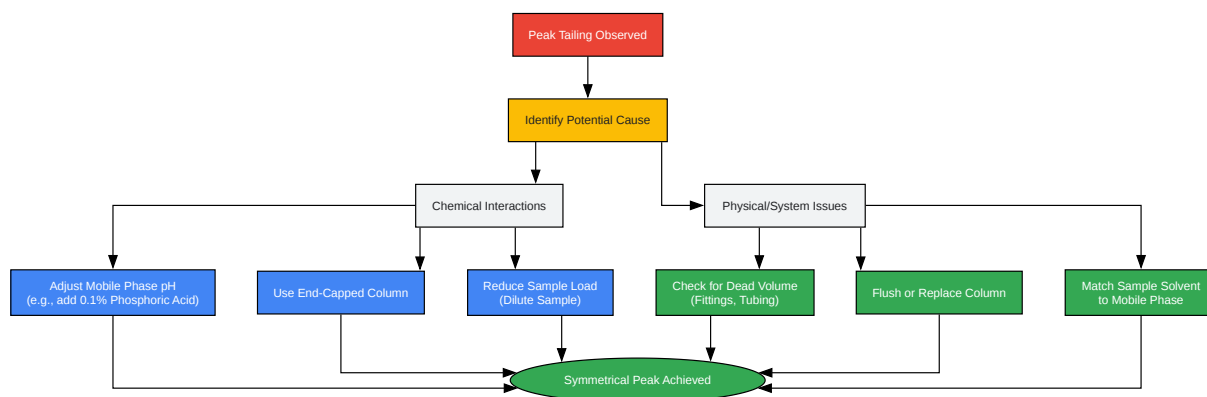 Peak Tailing Observed
Identify Potential Cause
Chemical Interactions
Physical/System Issues
Adjust Mobile Phase pH
(e.g., add 0.1% Phosphoric Acid)
Use End-Capped Column
Reduce Sample Load
(Dilute Sample)
Check for Dead Volume
(Fittings, Tubing)
Flush or Replace Column
Match Sample Solvent
to Mobile Phase
Symmetrical Peak Achieved